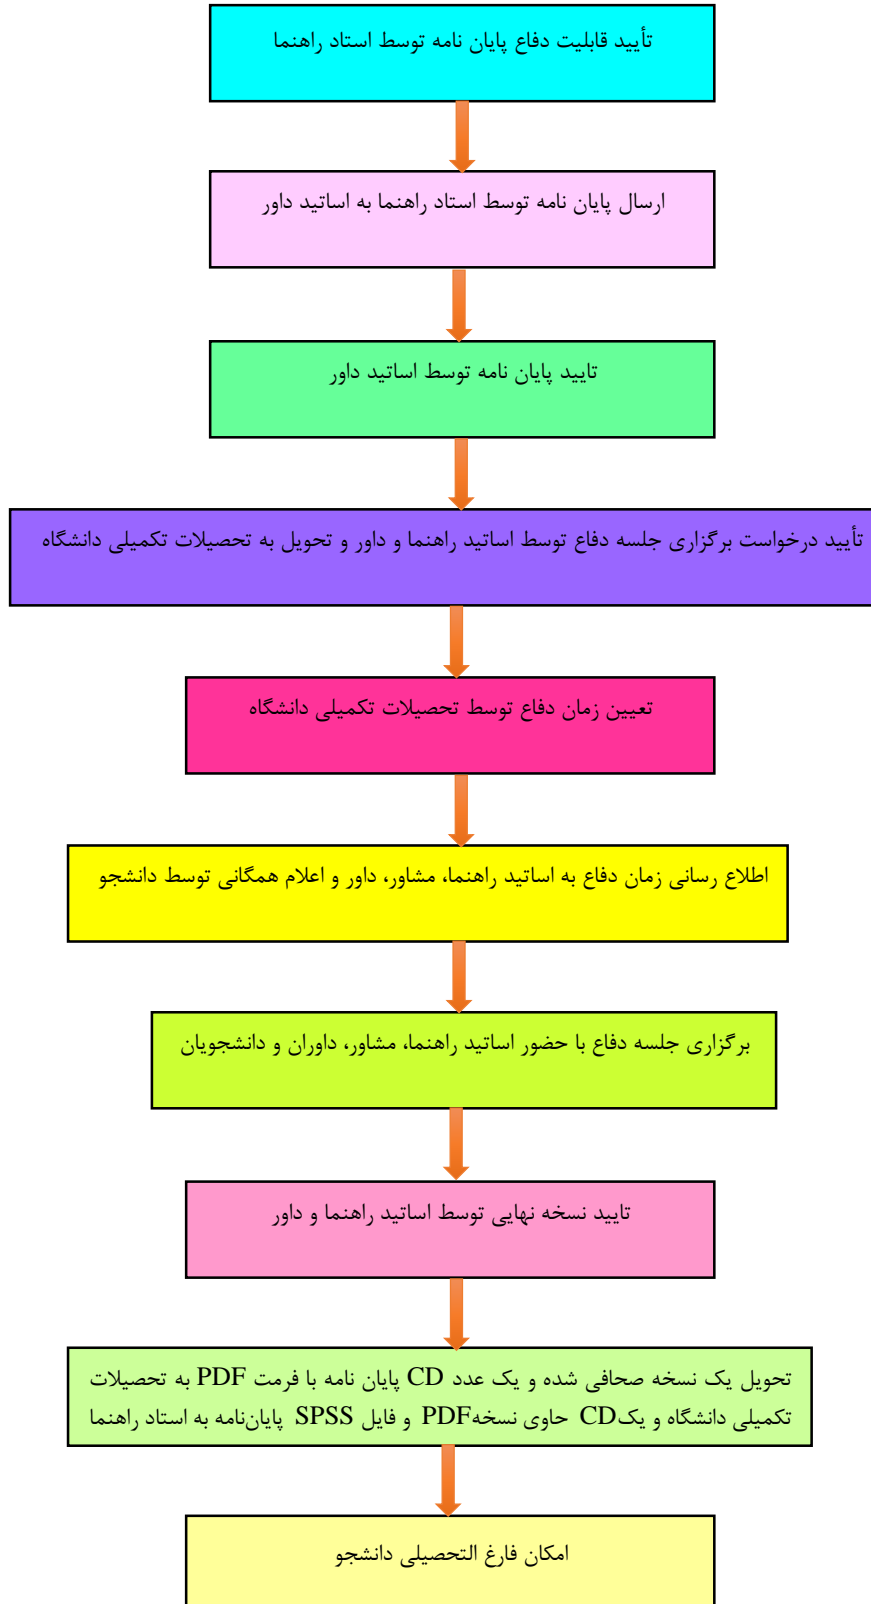 تأیید قابلیت دفاع پایان نامه توسط استاد راهنما
ارسال پایان نامه توسط استاد راهنما به اساتید داور
تایید پایان نامه توسط اساتید داور
تأیید درخواست برگزاری جلسه دفاع توسط اساتید راهنما و داور و تحویل به تحصیلات تکمیلی دانشگاه
تعیین زمان دفاع توسط تحصیلات تکمیلی دانشگاه
اطلاع رسانی زمان دفاع به اساتید راهنما، مشاور، داور و اعلام همگانی توسط دانشجو
برگزاری جلسه دفاع با حضور اساتید راهنما، مشاور، داوران و دانشجویان
تایید نسخه نهایی توسط اساتید راهنما و داور
تحویل یک نسخه صحافی شده و یک عدد CD پایان نامه با فرمت PDF به تحصیلات
تکمیلی دانشگاه و یکCD حاوی نسخهPDF و فایل SPSS پایان‌نامه به استاد راهنما
امکان فارغ التحصیلی دانشجو